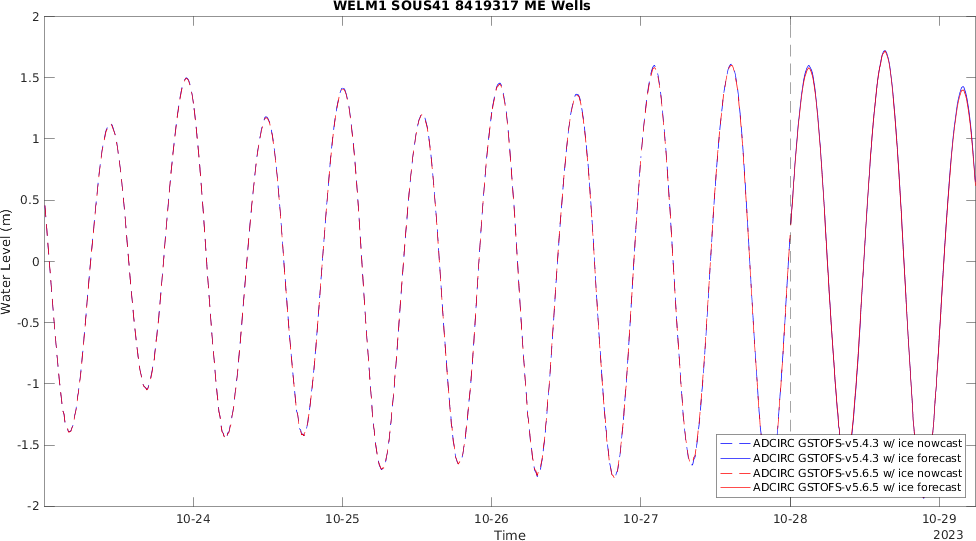 WELM1 SOUS41 8419317 ME Wells
2
1.5
1
0.5
0
-0.5
-1
-1.5
-2
Water Level (m)
ADCIRC GSTOFS-v5.4.3 w/ ice nowcast
ADCIRC GSTOFS-v5.4.3 w/ ice forecast
ADCIRC GSTOFS-v5.6.5 w/ ice nowcast
ADCIRC GSTOFS-v5.6.5 w/ ice forecast
10-24 10-25 10-26 10-27 10-28 10-29
Time
2023